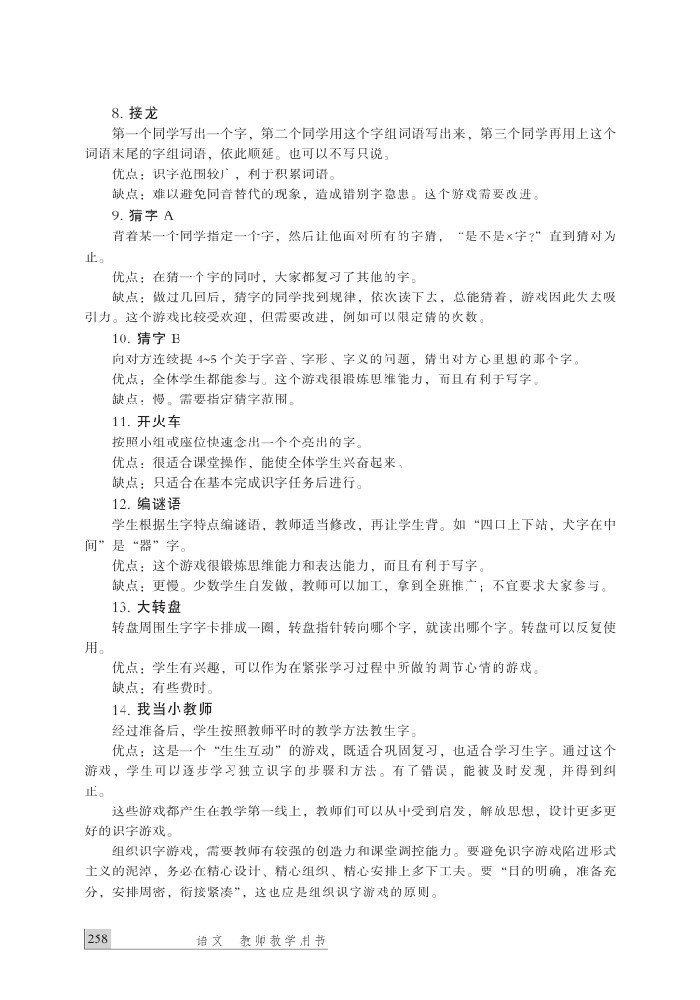 8. 接龙
第一个同学写出一个字，第二个同学用这个字组词语写出来，第三个同学再用上这个
词语末尾的字组词语，依此顺延。也可以不写只说。
优点：识字范围较广，利于积累词语。
缺点：难以避免同音替代的现象，造成错别字隐患。这个游戏需要改进。
9. 猜字 A
背着某一个同学指定一个字，然后让他面对所有的字猜，“是不是×字?”直到猜对为
止。
优点：在猜一个字的同时，大家都复习了其他的字。
缺点：做过几回后，猜字的同学找到规律，依次读下去，总能猜着，游戏因此失去吸
引力。这个游戏比较受欢迎，但需要改进，例如可以限定猜的次数。
10. 猜字 B
向对方连续提 4~5 个关于字音、字形、字义的问题，猜出对方心里想的那个字。
优点：全体学生都能参与。这个游戏很锻炼思维能力，而且有利于写字。
缺点：慢。需要指定猜字范围。
11. 开火车
按照小组或座位快速念出一个个亮出的字。
优点：很适合课堂操作，能使全体学生兴奋起来。
缺点：只适合在基本完成识字任务后进行。
12. 编谜语
学生根据生字特点编谜语，教师适当修改，再让学生背。如“四口上下站，犬字在中
间”是“器”字。
优点：这个游戏很锻炼思维能力和表达能力，而且有利于写字。
缺点：更慢。少数学生自发做，教师可以加工，拿到全班推广；不宜要求大家参与。
13. 大转盘
转盘周围生字字卡排成一圈，转盘指针转向哪个字，就读出哪个字。转盘可以反复使
用。
优点：学生有兴趣，可以作为在紧张学习过程中所做的调节心情的游戏。
缺点：有些费时。
14. 我当小教师
经过准备后，学生按照教师平时的教学方法教生字。
优点：这是一个“生生互动”的游戏，既适合巩固复习，也适合学习生字。通过这个
游戏，学生可以逐步学习独立识字的步骤和方法。有了错误，能被及时发现，并得到纠
正。
这些游戏都产生在教学第一线上，教师们可以从中受到启发，解放思想，设计更多更
好的识字游戏。
组织识字游戏，需要教师有较强的创造力和课堂调控能力。要避免识字游戏陷进形式
主义的泥淖，务必在精心设计、精心组织、精心安排上多下工夫。要“目的明确，准备充
分，安排周密，衔接紧凑”，这也应是组织识字游戏的原则。
258 语文 教师教学用书